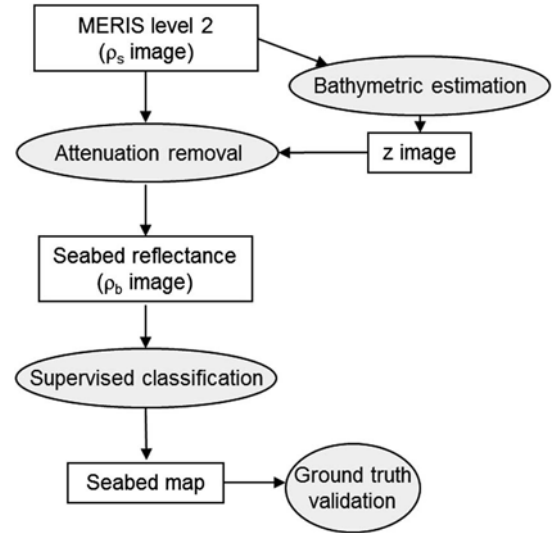 MERIS level 2
(ρs image)
Bathymetric estimation
Attenuation removal
z image
Seabed reflectance
(ρb image)
Supervised classification
Seabed map
Ground truth
validation